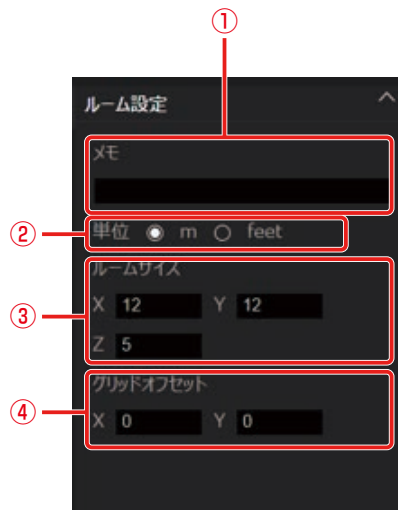 ①
ルーム設定
メモ
② 単位 m feet
ルームサイズ
③ X 12 Y 12
Z 5
グリッドオフセット
④ X 0 Y 0